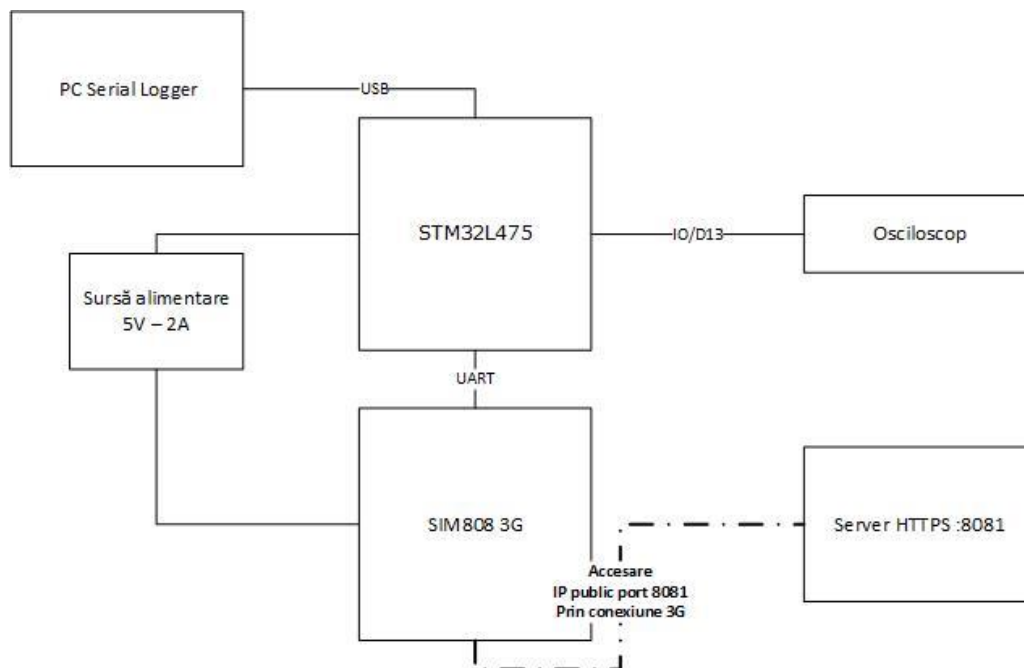 PC Serial Logger
USB
STM32L475
IO/D13
Osciloscop
Sursă alimentare
5V – 2A
UART
SIM808 3G
Server HTTPS :8081
Accesare
IP public port 8081
Prin conexiune 3G